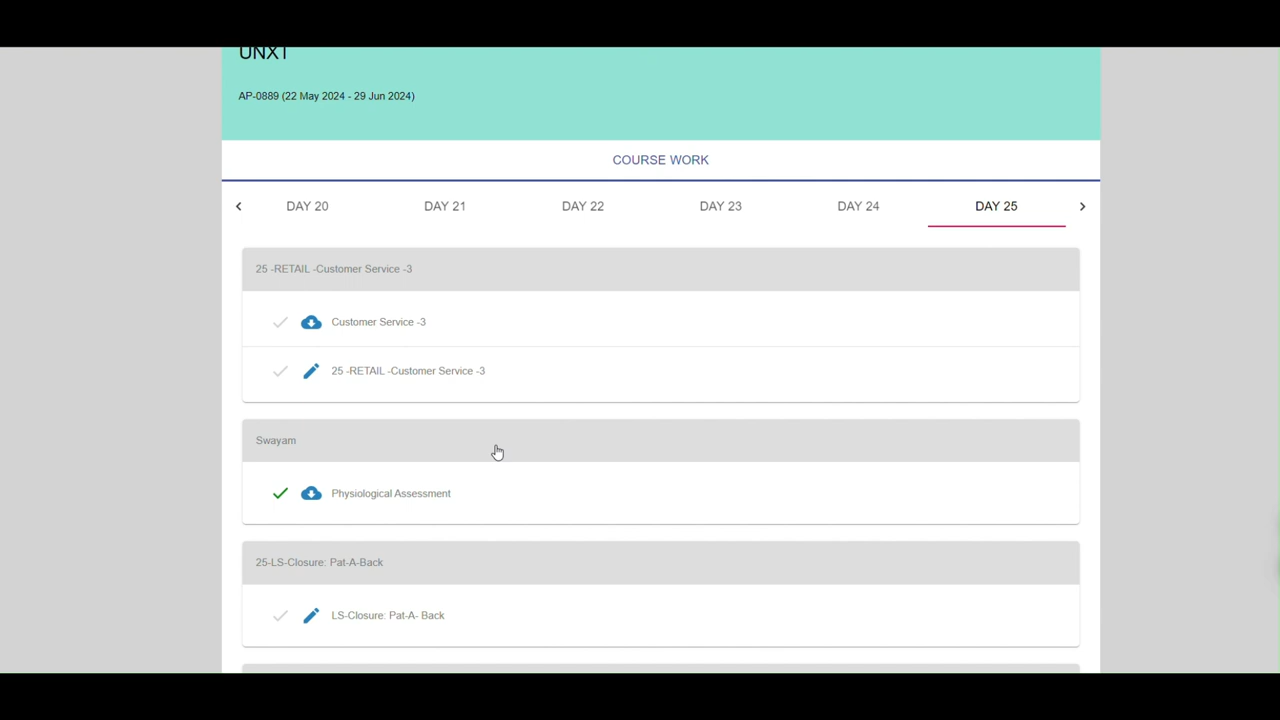 UNXT
AP-0889 (22 May 2024 - 29 Jun 2024)
COURSE WORK
DAY 20 DAY 21 DAY 22 DAY 23 DAY 24 DAY 25
25 -RETAIL -Customer Service -3
Customer Service -3
25 -RETAIL -Customer Service -3
Swayam
Physiological Assessment
25-LS-Closure: Pat-A-Back
LS-Closure: Pat-A- Back